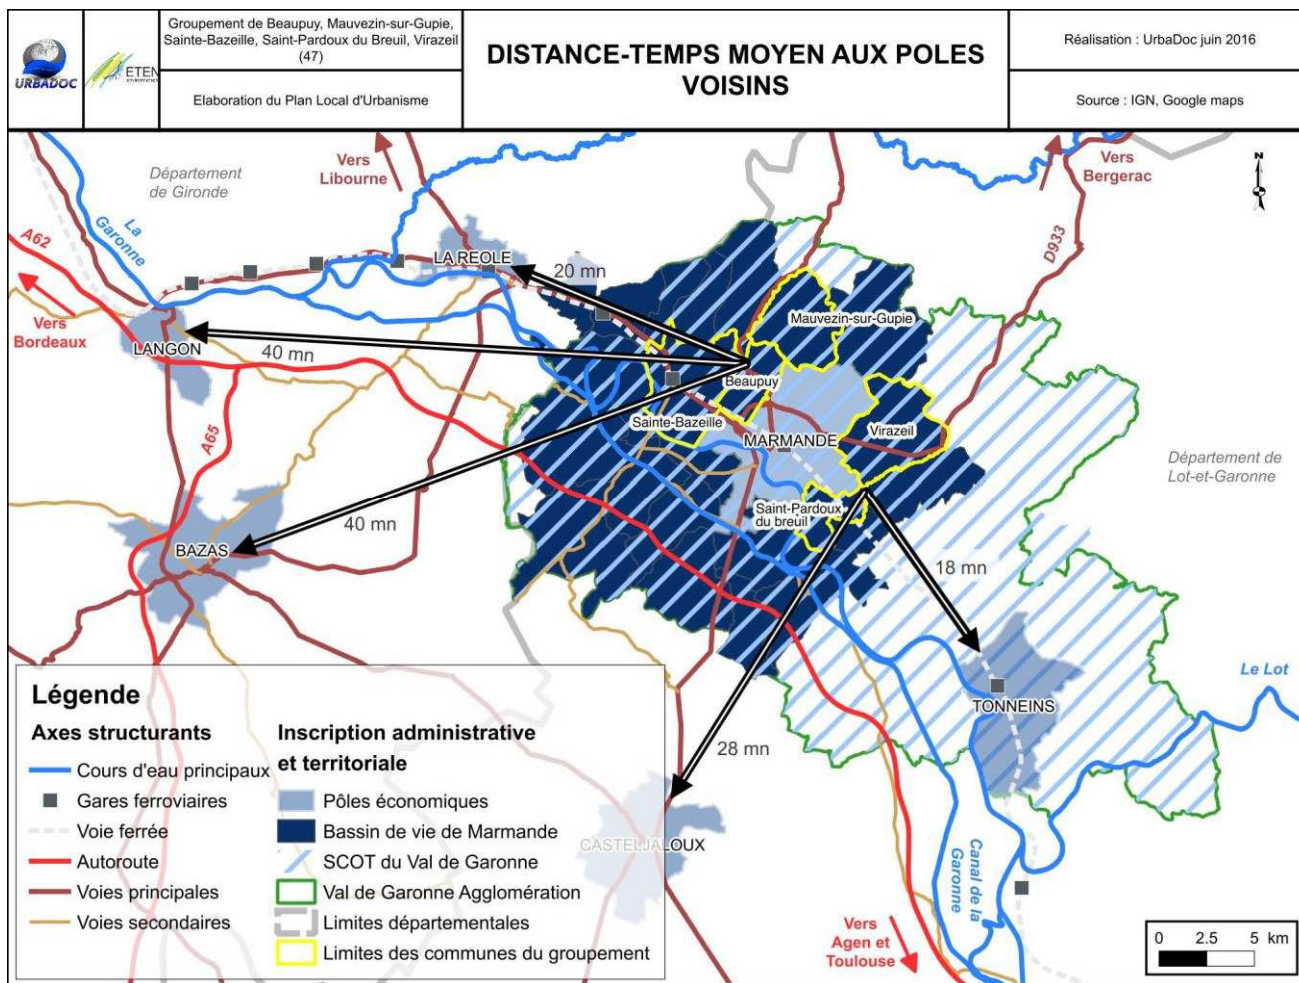 URBADOC
ETEN
ENVIRONNEMENT
Groupement de Beaupuy, Mauvezin-sur-Gupie,
Sainte-Bazeille, Saint-Pardoux du Breuil, Virazeil
(47)
Elaboration du Plan Local d'Urbanisme
DISTANCE-TEMPS MOYEN AUX POLES
VOISINS
Réalisation : UrbaDoc juin 2016
Source : IGN, Google maps
Département
de Gironde
Vers
Libourne
Vers
Bergerac
N
La
Garonne
A62
D933
LA REOLE
20 mn
Vers
Bordeaux
LANGON
40 mn
Mauvezin-sur-Gupie
Beaupuy
A65
Sainte-Bazeille
Virazeil
MARMANDE
Département de
Lot-et-Garonne
40 mn
BAZAS
Saint-Pardoux
du breuil
18 mn
TONNEINS
Le Lot
28 mn
CASTELJALOUX
Canal de la
Garonne
Vers
Agen et
Toulouse
Légende
Axes structurants
Cours d'eau principaux
Gares ferroviaires
Voie ferrée
Autoroute
Voies principales
Voies secondaires
Inscription administrative
et territoriale
Pôles économiques
Bassin de vie de Marmande
SCOT du Val de Garonne
Val de Garonne Agglomération
Limites départementales
Limites des communes du groupement
0 2.5 5 km